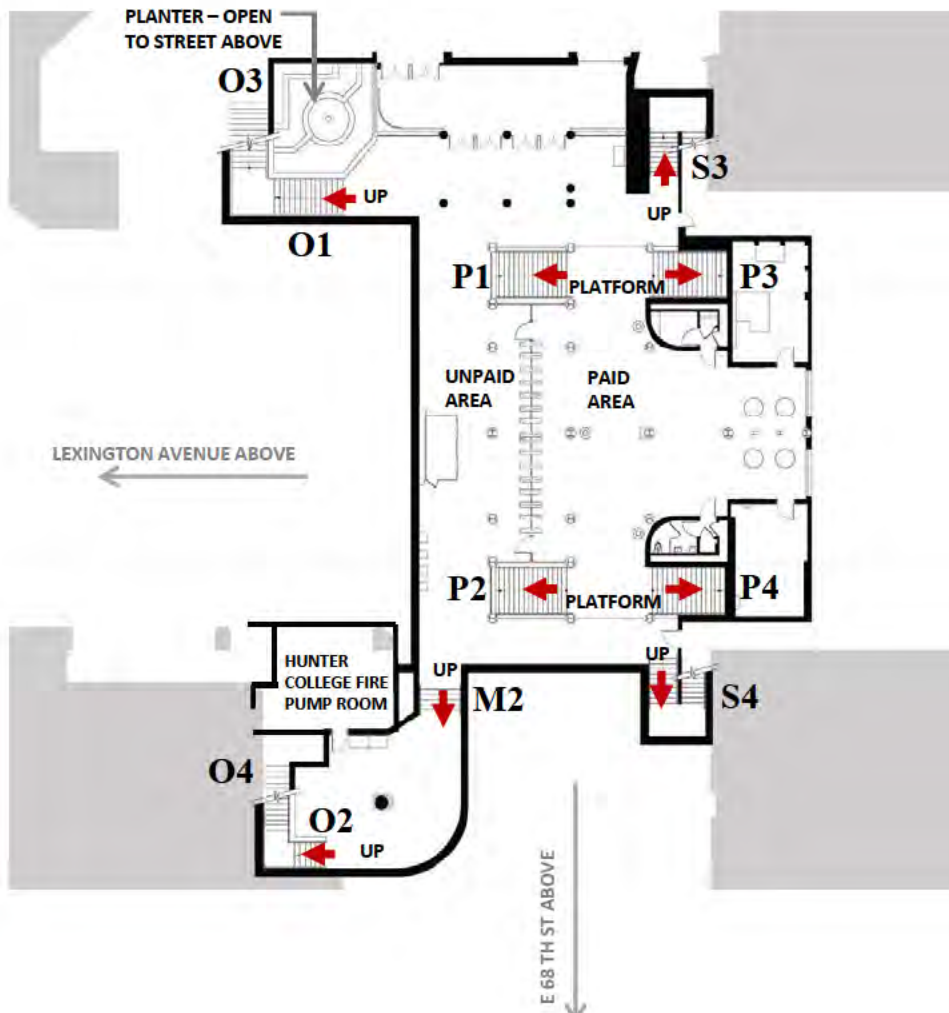 PLANTER – OPEN
TO STREET ABOVE
O3
S3
UP
UP
O1
P1
PLATFORM
P3
UNPAID
AREA
PAID
AREA
LEXINGTON AVENUE ABOVE
P2
PLATFORM
P4
HUNTER
COLLEGE FIRE
PUMP ROOM
UP
M2
UP
S4
O4
O2
UP
E 68 TH ST ABOVE